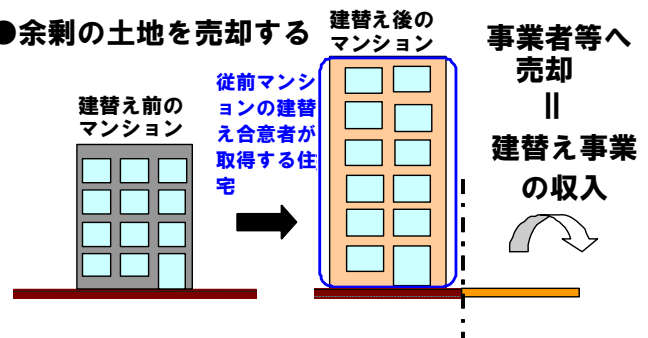 ●余剰の土地を売却する
建替え後の
マンション
事業者等へ
売却
＝
建替え事業
の収入
従前マンシ
ョンの建替
え合意者が
取得する住
宅
建替え前の
マンション